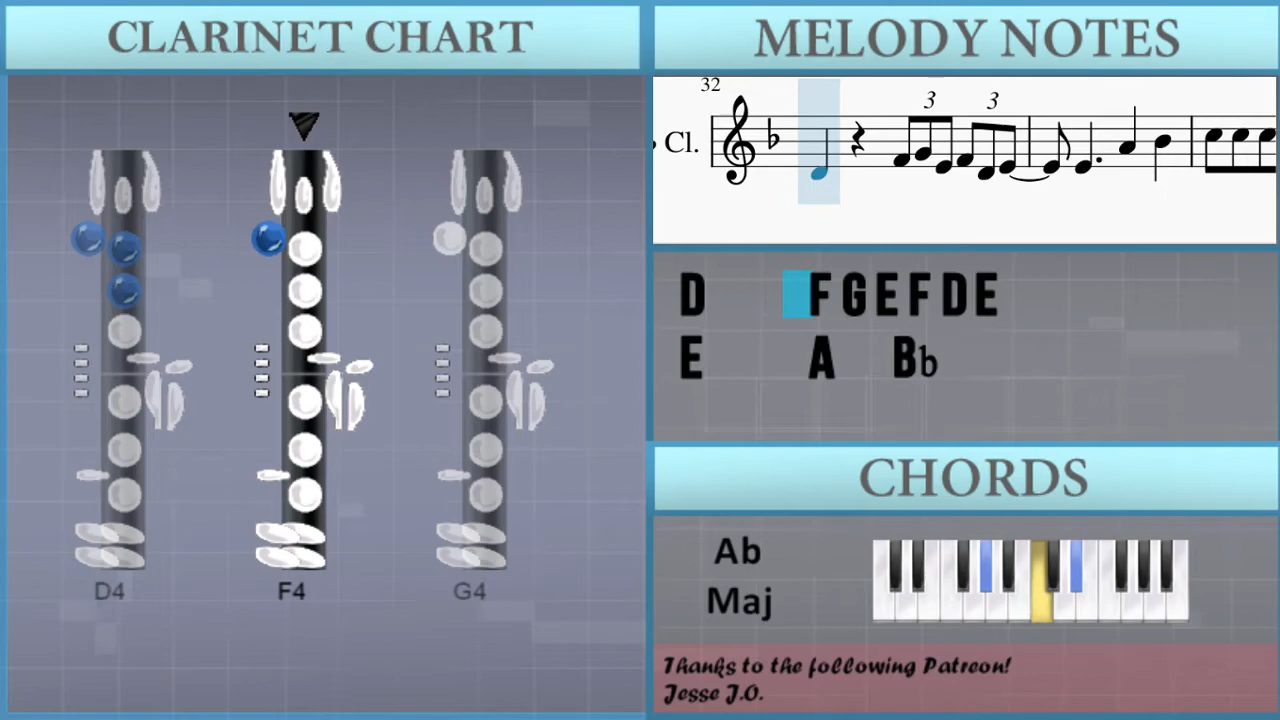 CLARINET CHART
D4 F4 G4
MELODY NOTES
32
Cl.
3 3
D F G E F D E
E A Bb
CHORDS
Ab
Maj
Thanks to the following Patreon!
Jesse J.O.